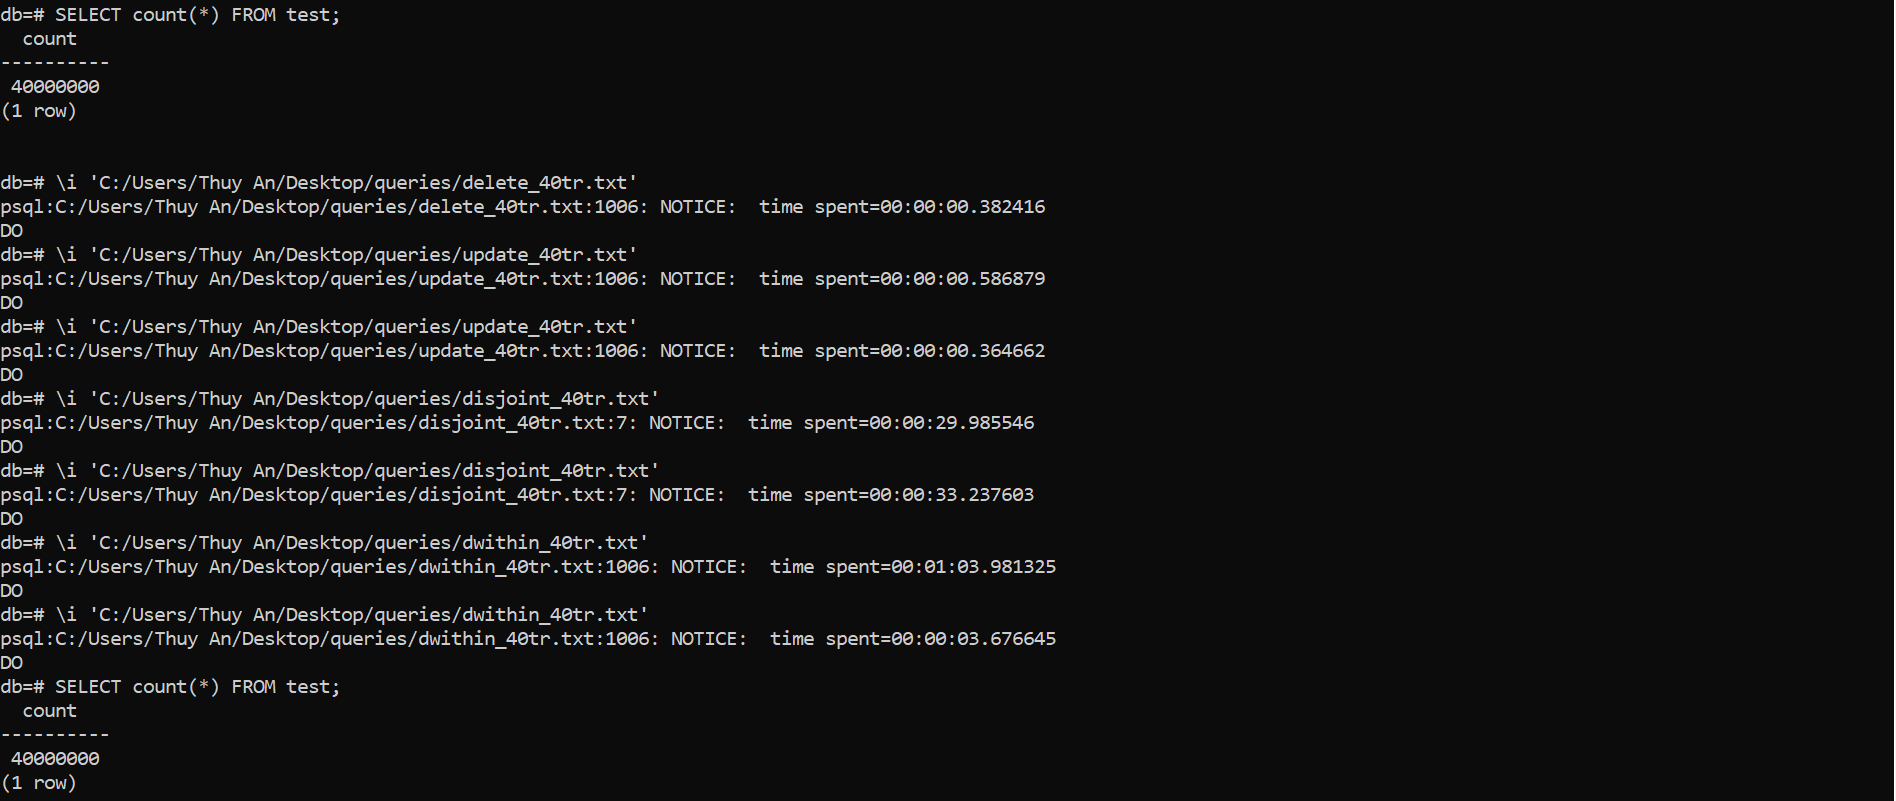 db=# SELECT count(*) FROM test;
  count
----------
 40000000
(1 row)
db=# \i 'C:/Users/Thuy An/Desktop/queries/delete_40tr.txt'
psql:C:/Users/Thuy An/Desktop/queries/delete_40tr.txt:1006: NOTICE:  time spent=00:00:00.382416
DO
db=# \i 'C:/Users/Thuy An/Desktop/queries/update_40tr.txt'
psql:C:/Users/Thuy An/Desktop/queries/update_40tr.txt:1006: NOTICE:  time spent=00:00:00.586879
DO
db=# \i 'C:/Users/Thuy An/Desktop/queries/update_40tr.txt'
psql:C:/Users/Thuy An/Desktop/queries/update_40tr.txt:1006: NOTICE:  time spent=00:00:00.364662
DO
db=# \i 'C:/Users/Thuy An/Desktop/queries/disjoint_40tr.txt'
psql:C:/Users/Thuy An/Desktop/queries/disjoint_40tr.txt:7: NOTICE:  time spent=00:00:29.985546
DO
db=# \i 'C:/Users/Thuy An/Desktop/queries/disjoint_40tr.txt'
psql:C:/Users/Thuy An/Desktop/queries/disjoint_40tr.txt:7: NOTICE:  time spent=00:00:33.237603
DO
db=# \i 'C:/Users/Thuy An/Desktop/queries/dwithin_40tr.txt'
psql:C:/Users/Thuy An/Desktop/queries/dwithin_40tr.txt:1006: NOTICE:  time spent=00:01:03.981325
DO
db=# \i 'C:/Users/Thuy An/Desktop/queries/dwithin_40tr.txt'
psql:C:/Users/Thuy An/Desktop/queries/dwithin_40tr.txt:1006: NOTICE:  time spent=00:00:03.676645
DO
db=# SELECT count(*) FROM test;
  count
----------
 40000000
(1 row)